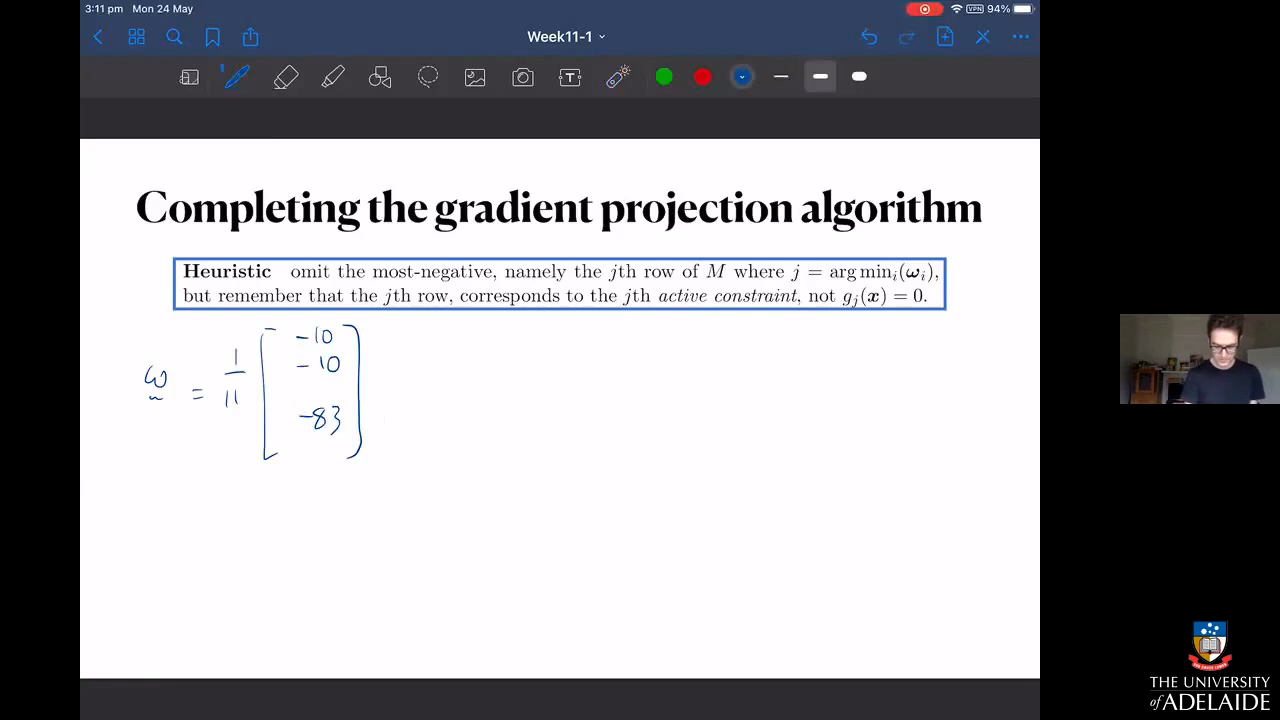 3:11 pm Mon 24 May
VPN 94%
Week11-1
Completing the gradient projection algorithm
Heuristic omit the most-negative, namely the jth row of M where j = arg min_i(ω_i),
but remember that the jth row, corresponds to the jth active constraint, not g_j(x) = 0.
ω = 1/11 [ -10
-10
-83 ]
THE UNIVERSITY
of ADELAIDE